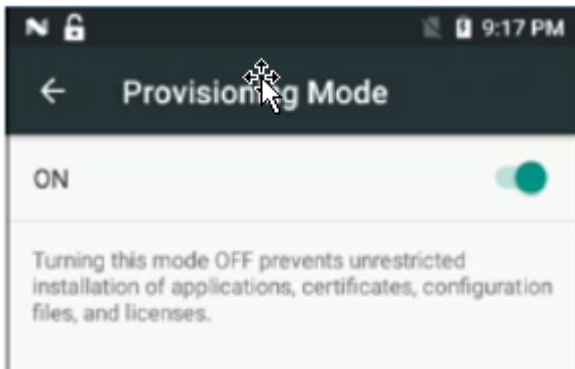 9:17 PM
Provisioning Mode
ON
Turning this mode OFF prevents unrestricted
installation of applications, certificates, configuration
files, and licenses.